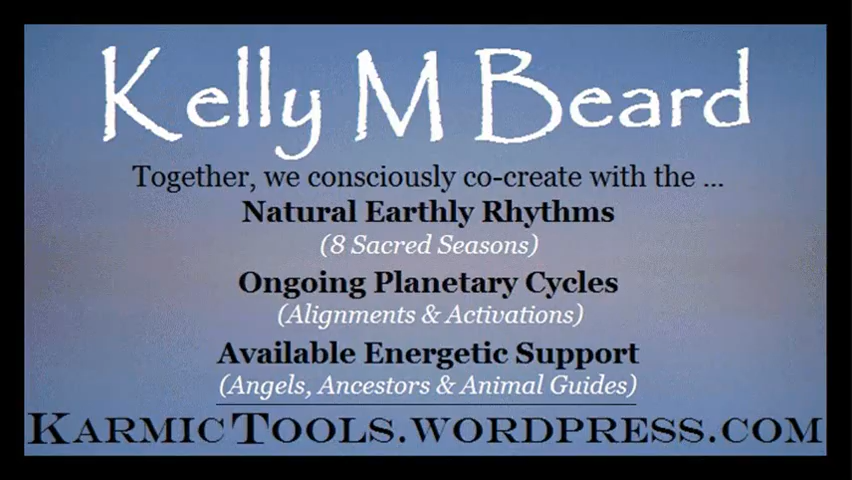 Kelly M Beard
Together, we consciously co-create with the ...
Natural Earthly Rhythms
(8 Sacred Seasons)
Ongoing Planetary Cycles
(Alignments & Activations)
Available Energetic Support
(Angels, Ancestors & Animal Guides)
KARMICTOOLS.WORDPRESS.COM